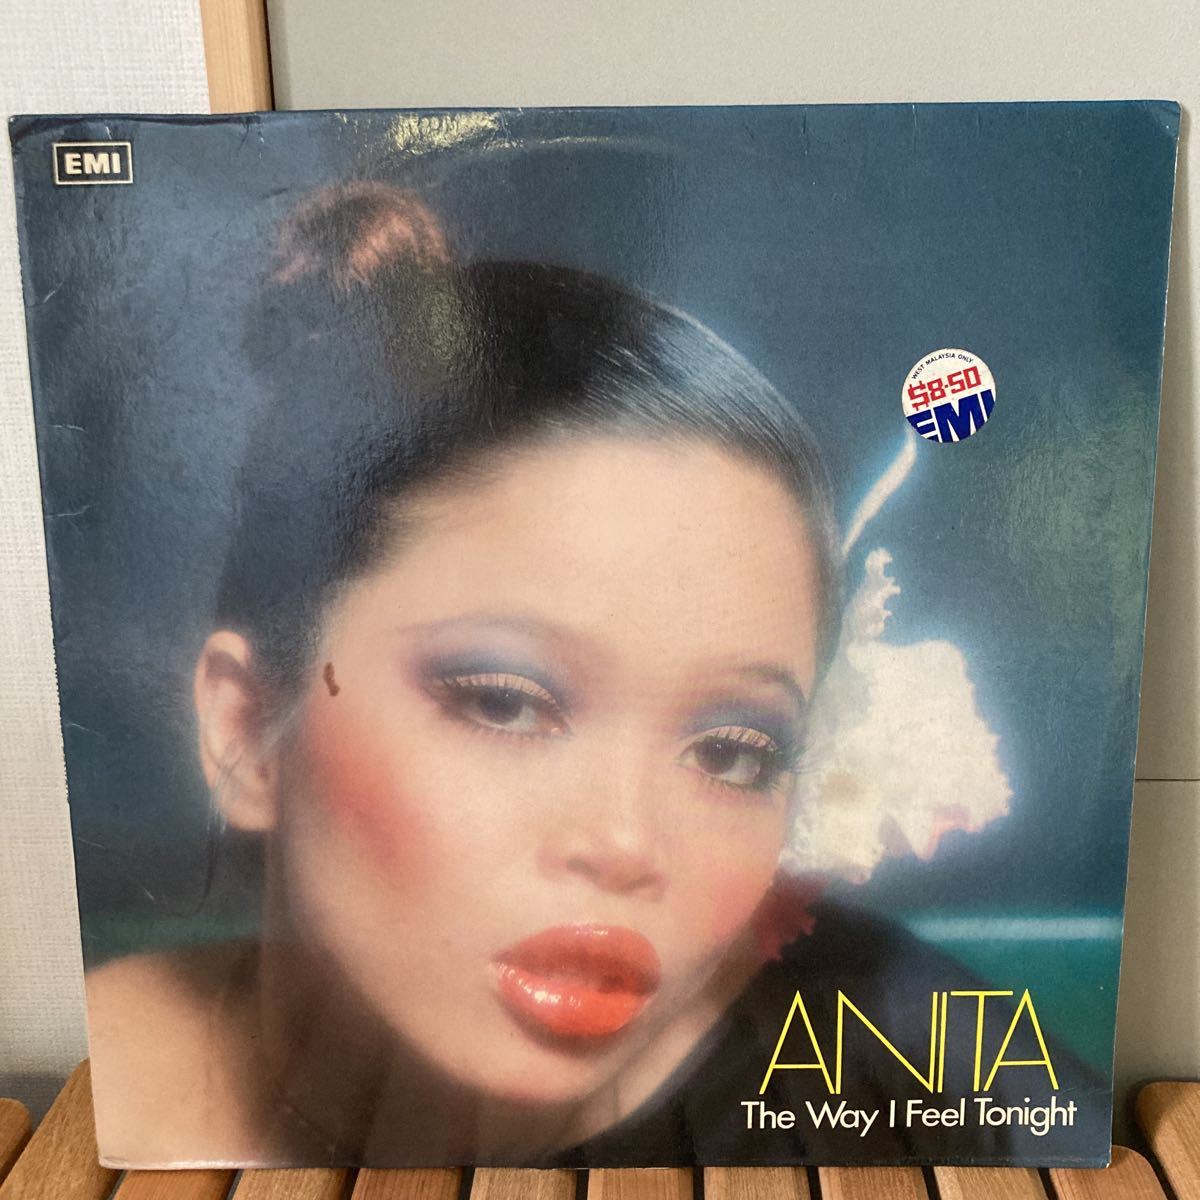 EMI
WEST MALAYSIA ONLY
$8·50
EMI
ANITA
The Way I Feel Tonight